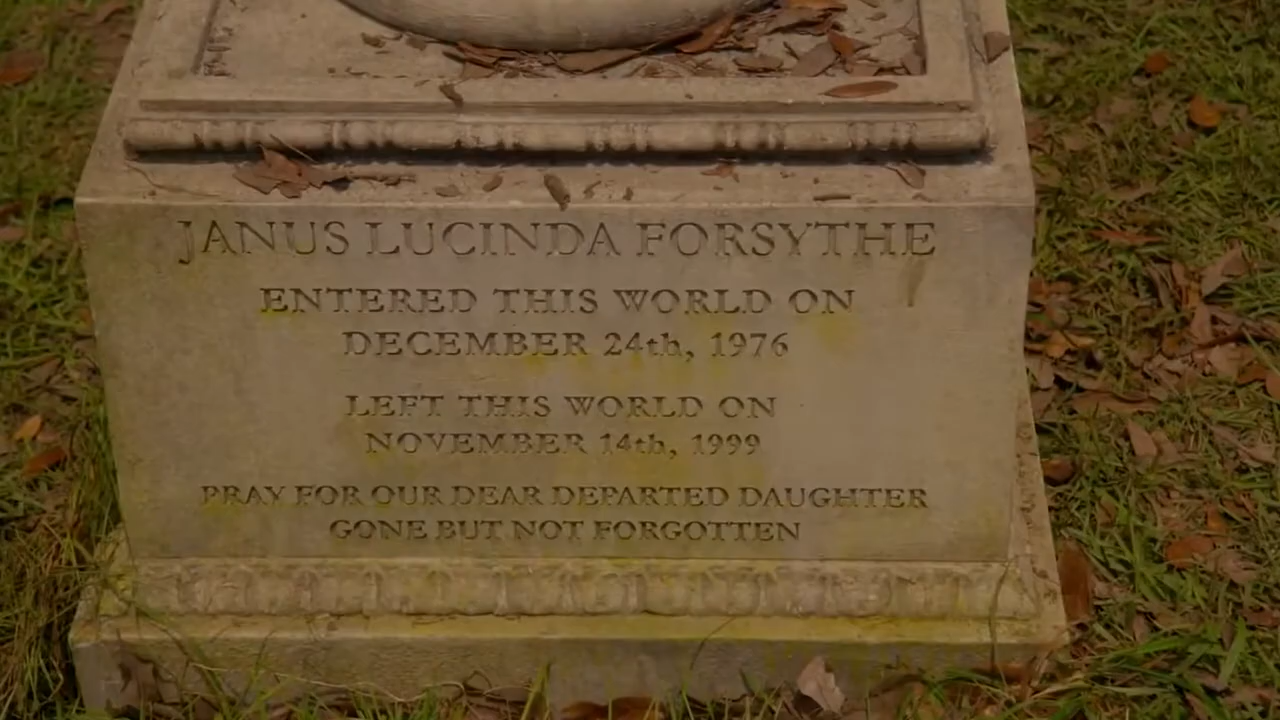 JANUS LUCINDA FORSYTHE
ENTERED THIS WORLD ON
DECEMBER 24th, 1976
LEFT THIS WORLD ON
NOVEMBER 14th, 1999
PRAY FOR OUR DEAR DEPARTED DAUGHTER
GONE BUT NOT FORGOTTEN